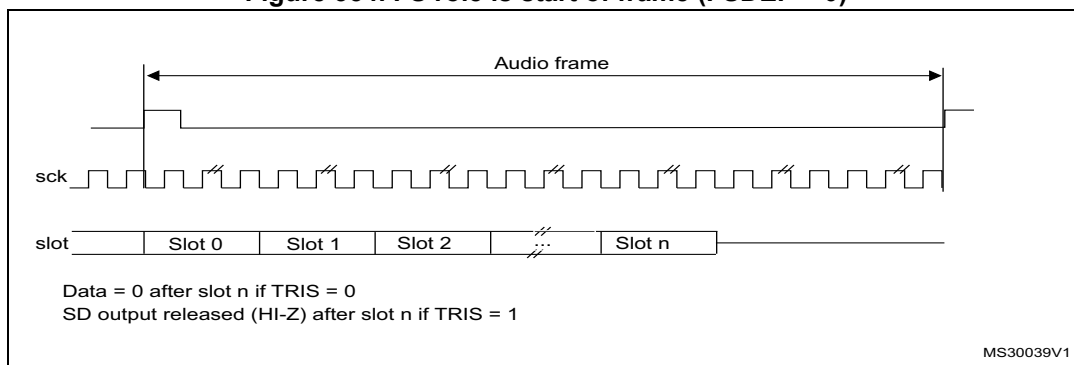 Audio frame
sck
slot
Slot 0 Slot 1 Slot 2 ... Slot n
Data = 0 after slot n if TRIS = 0
SD output released (HI-Z) after slot n if TRIS = 1
MS30039V1